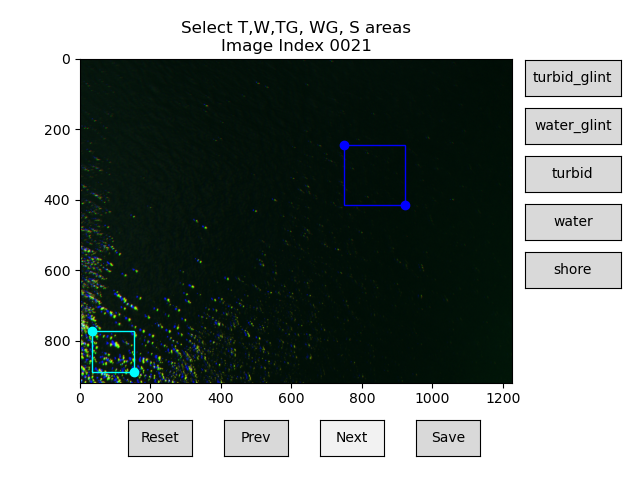 Select T,W,TG, WG, S areas
Image Index 0021
0
200
400
600
800
0 200 400 600 800 1000 1200
turbid_glint
water_glint
turbid
water
shore
Reset Prev Next Save